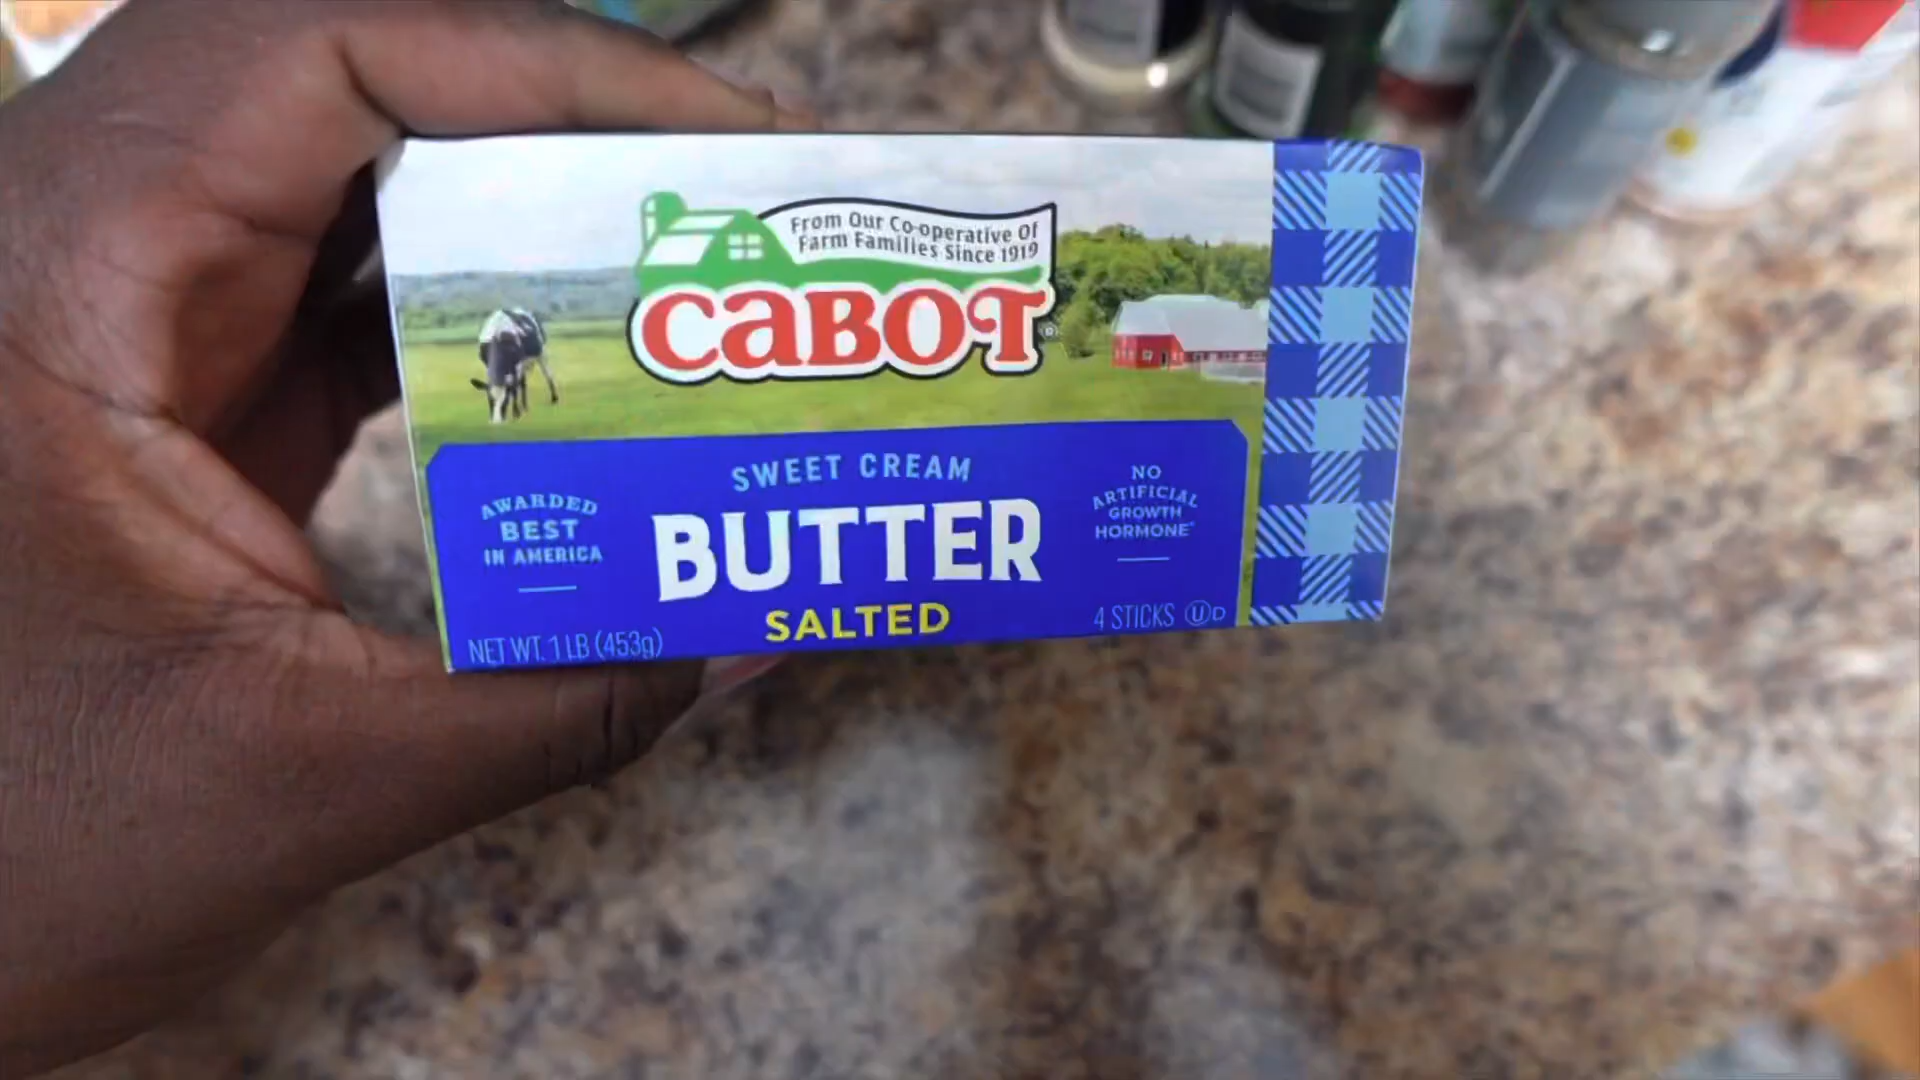 From Our Co-operative Of
Farm Families Since 1919
CABOT®
SWEET CREAM
BUTTER
SALTED
AWARDED
BEST
IN AMERICA
NO
ARTIFICIAL
GROWTH
HORMONE*
NET WT. 1 LB (453g)
4 STICKS Ⓤ D